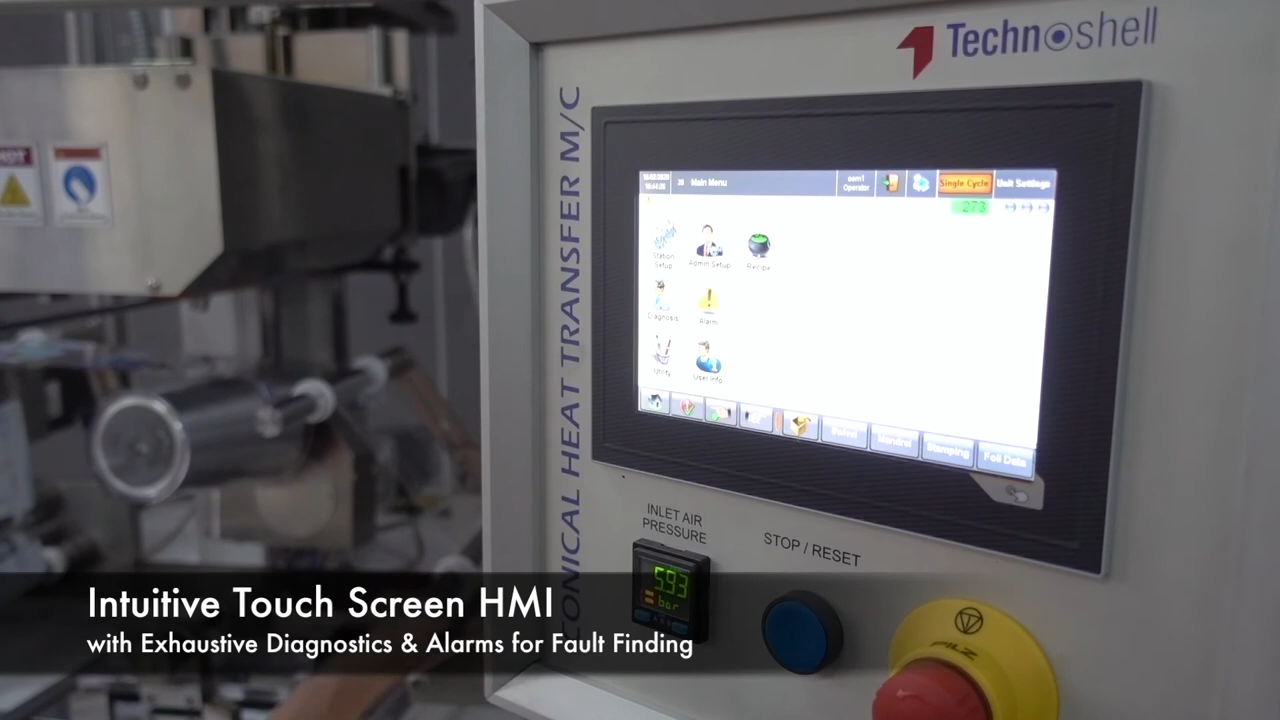 Technoshell
CONICAL HEAT TRANSFER M/C
HOT
Main Menu
Operator
Single Cycle
Unit Settings
273
Station
Setup
Admin Setup
Recipe
Diagnosis
Alarm
Utility
User Info
Mandrel
Stamping
Foil Data
INLET AIR
PRESSURE
STOP / RESET
5.93
bar
PILZ
Intuitive Touch Screen HMI
with Exhaustive Diagnostics & Alarms for Fault Finding